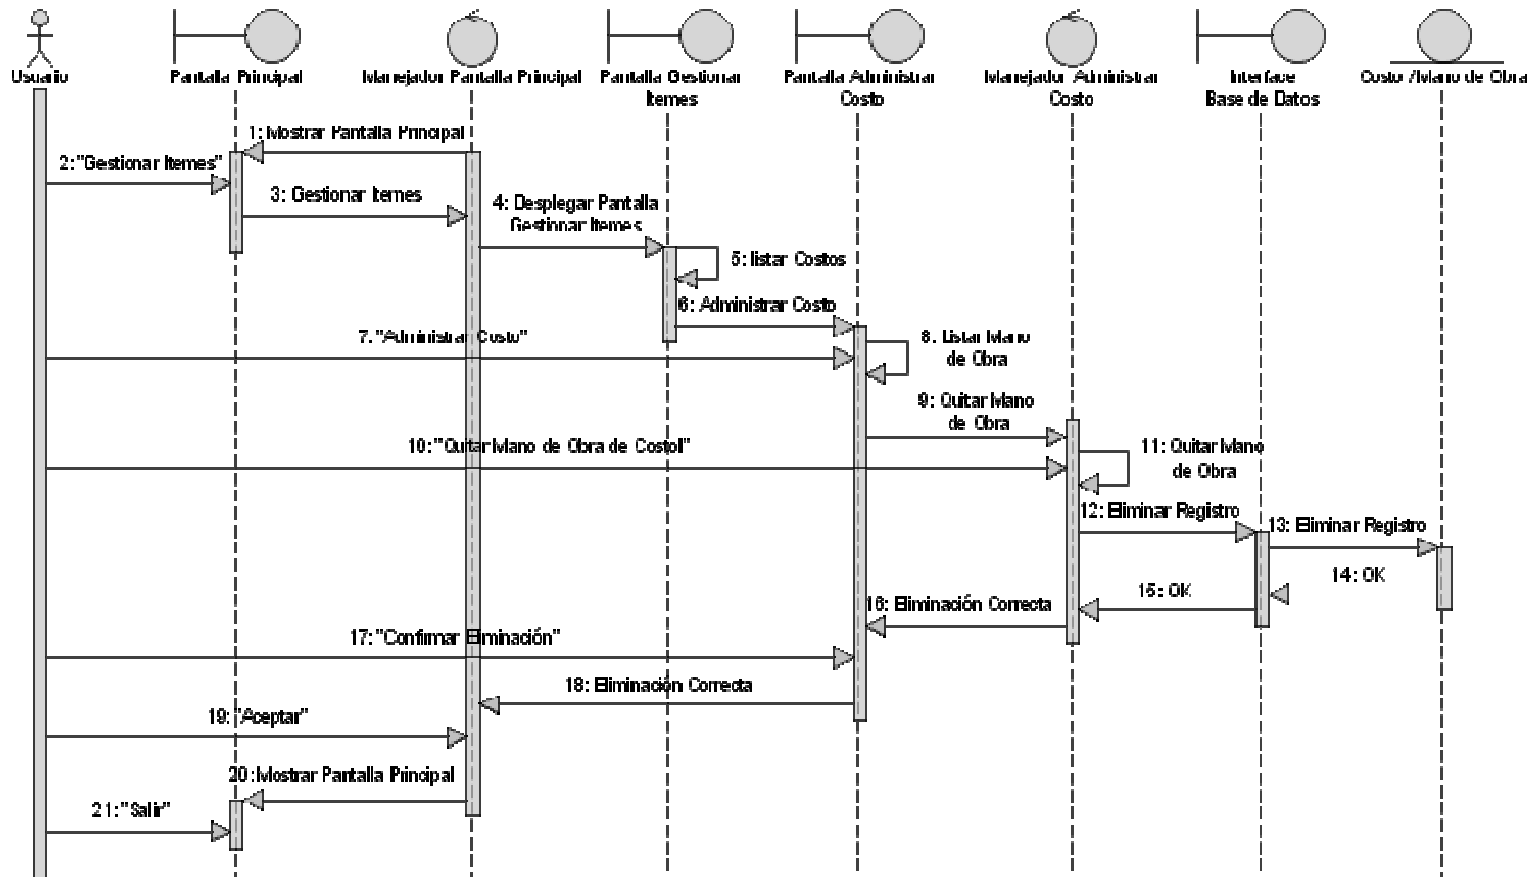 Usuario
Pantalla Principal
Manejador Pantalla Principal
Pantalla Gestionar
Itemes
Pantalla Administrar
Costo
Manejador Administrar
Costo
Interface
Base de Datos
Costo /Mano de Obra
1: Mostrar Pantalla Principal
2: "Gestionar Itemes"
3: Gestionar Itemes
4: Desplegar Pantalla
Gestionar Itemes
5: listar Costos
6: Administrar Costo
7: "Administrar Costo"
8: Listar Mano
de Obra
9: Quitar Mano
de Obra
10: "Quitar Mano de Obra de Costol"
11: Quitar Mano
de Obra
12: Eliminar Registro
13: Eliminar Registro
14: OK
15: OK
16: Eliminación Correcta
17: "Confirmar Eliminación"
18: Eliminación Correcta
19: "Aceptar"
20 : Mostrar Pantalla Principal
21: "Salir"